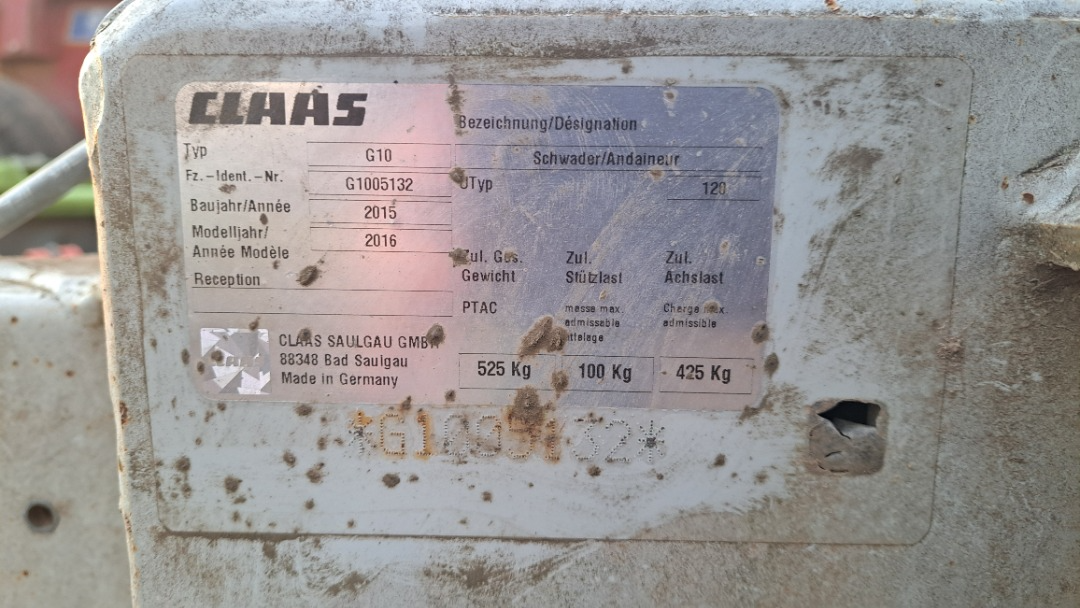 CLAAS
Bezeichnung/Désignation
Typ G10 Schwader/Andaineur
Fz.-Ident.-Nr. G1005132 UTyp 120
Baujahr/Année 2015
Modelljahr/
Année Modèle 2016
Reception
Zul. Ges. Zul. Zul.
Gewicht Stützlast Achslast
PTAC masse max. Charge max.
admissable admissible
attelage
525 Kg 100 Kg 425 Kg
CLAAS SAULGAU GMBH
88348 Bad Saulgau
Made in Germany
*G1005132*